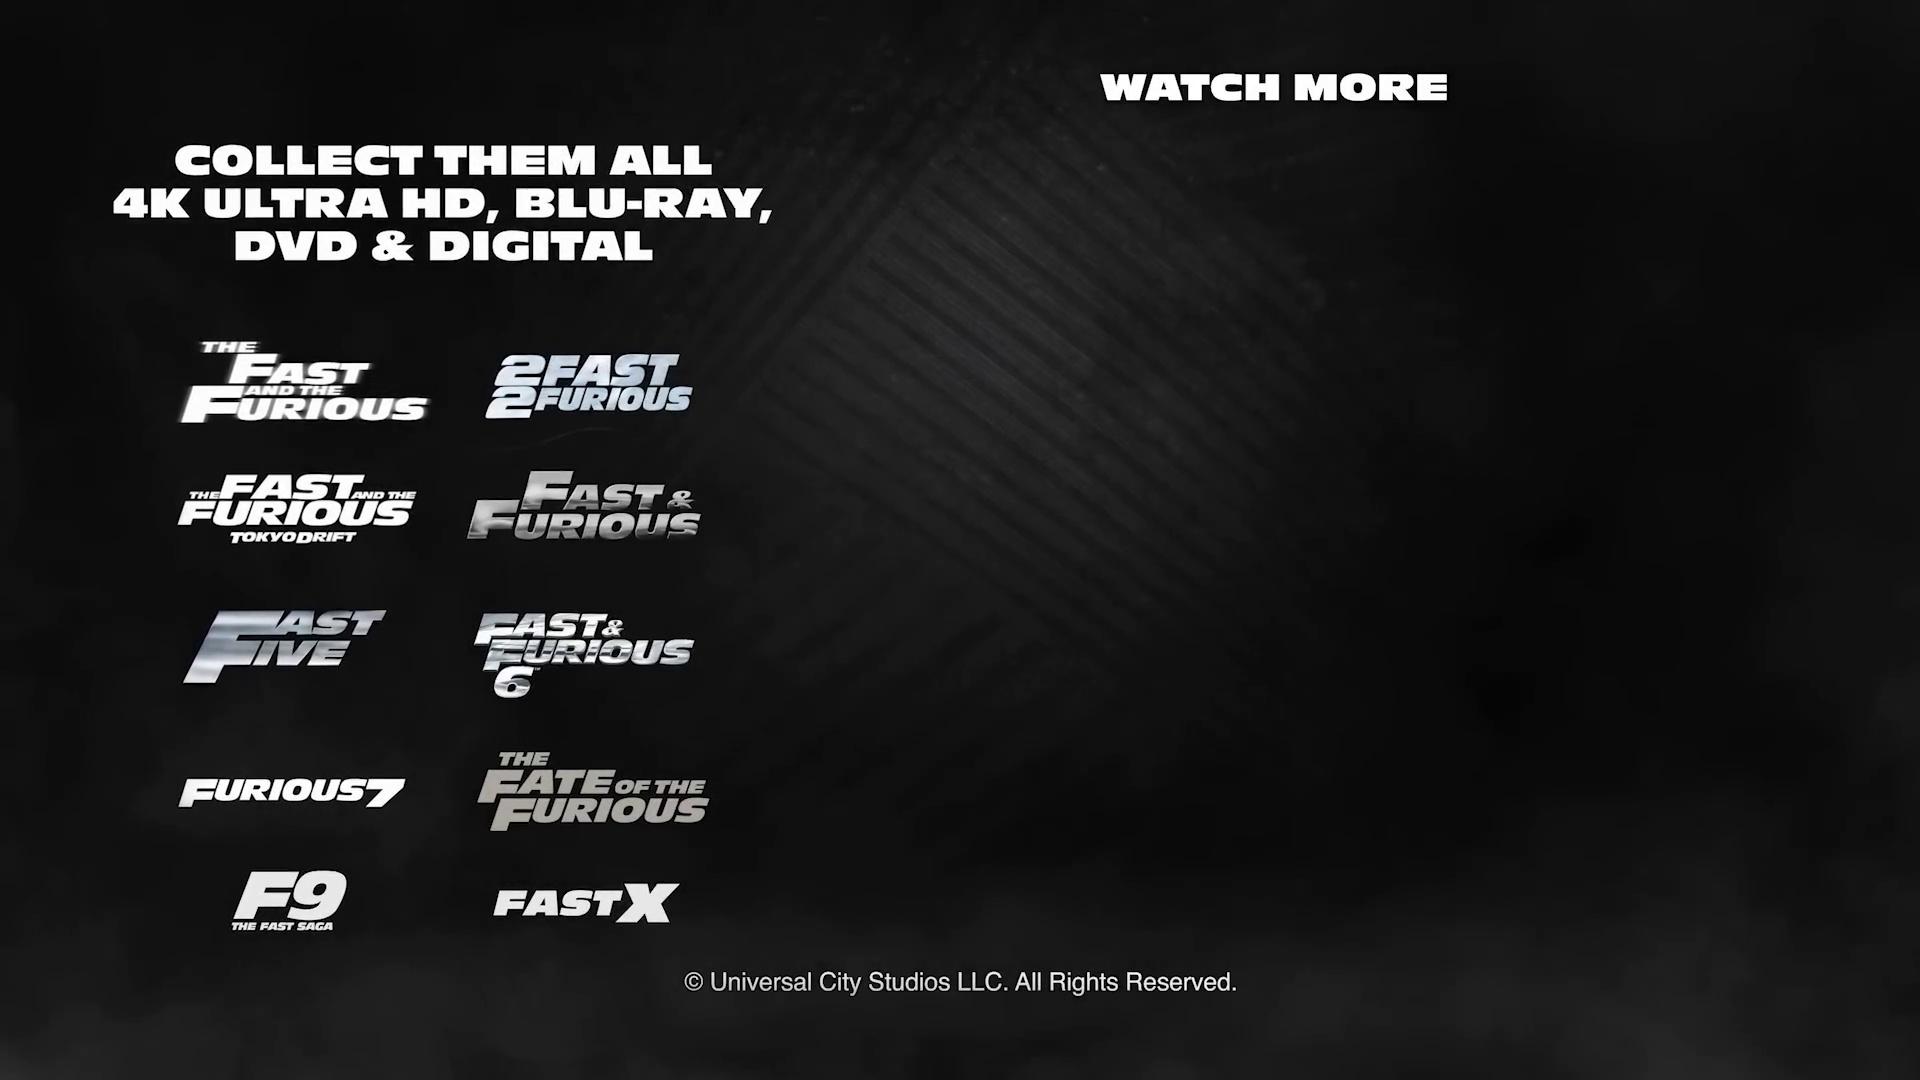 WATCH MORE
COLLECT THEM ALL
4K ULTRA HD, BLU-RAY,
DVD & DIGITAL
THE
FAST
AND THE
FURIOUS
2 FAST
2 FURIOUS
THE FAST AND THE
FURIOUS
TOKYO DRIFT
FAST &
FURIOUS
FAST
FIVE
FAST &
FURIOUS
6
FURIOUS 7
THE
FATE OF THE
FURIOUS
F9
THE FAST SAGA
FAST X
© Universal City Studios LLC. All Rights Reserved.